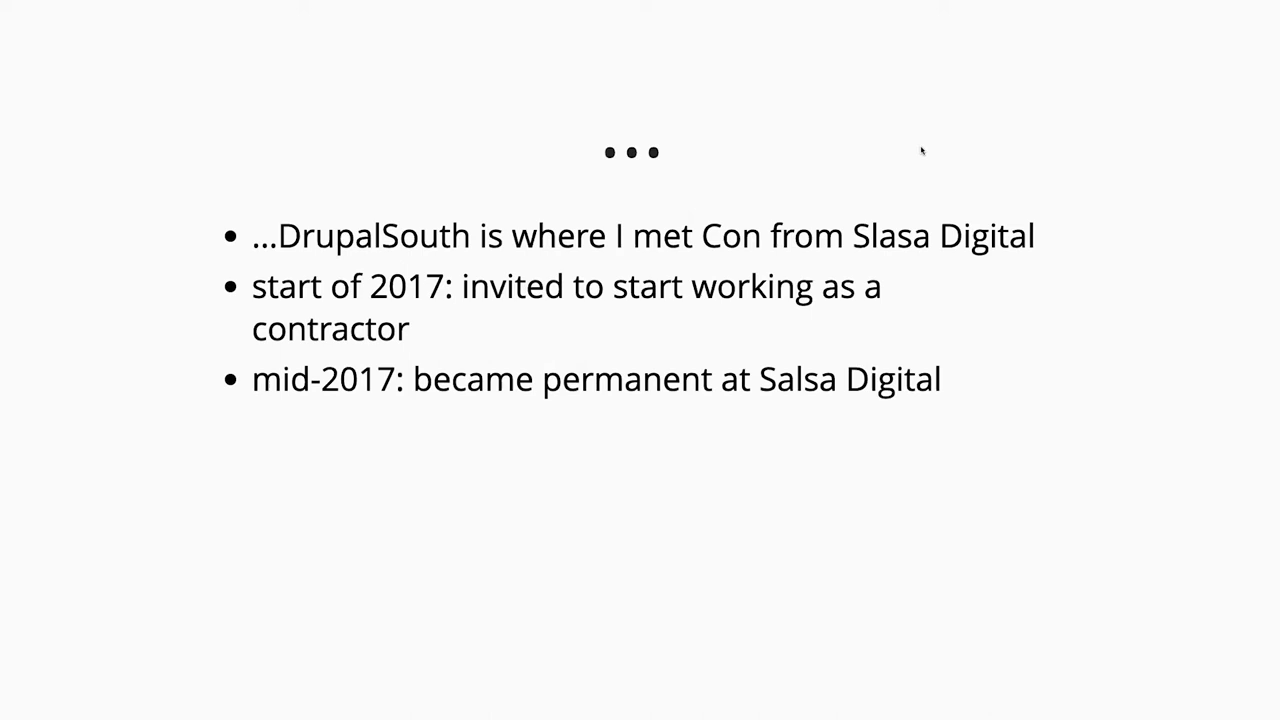 ...
• ...DrupalSouth is where I met Con from Slasa Digital
• start of 2017: invited to start working as a
contractor
• mid-2017: became permanent at Salsa Digital